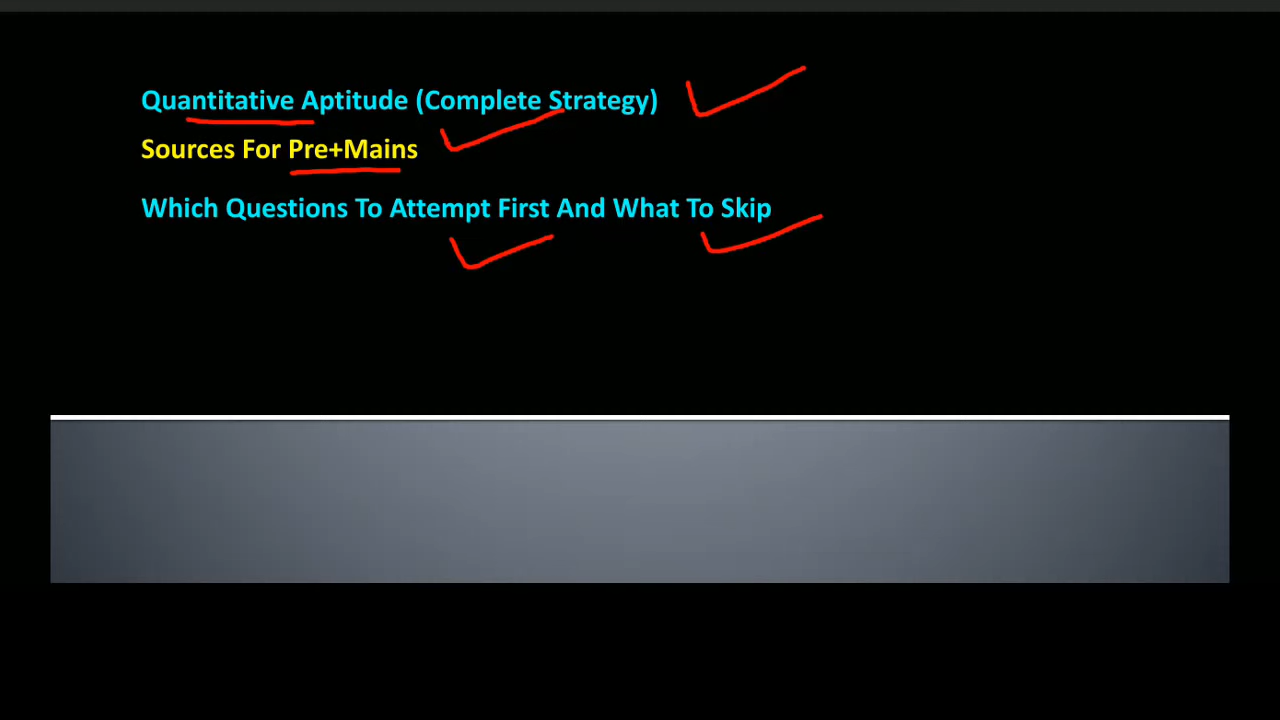 Quantitative Aptitude (Complete Strategy)
Sources For Pre+Mains
Which Questions To Attempt First And What To Skip